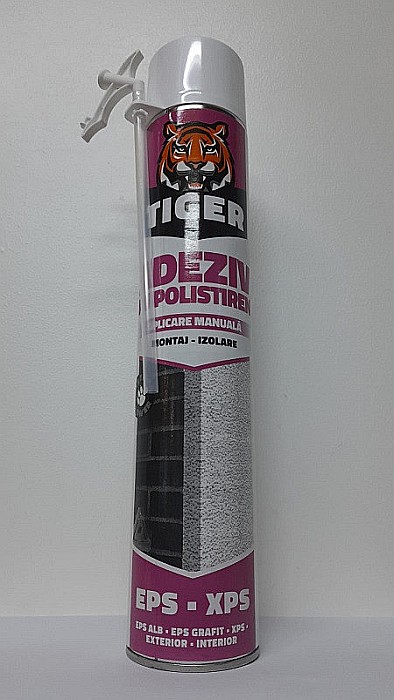 TIGER
DEZIV
POLISTIREN
PLICARE MANUALĂ
MONTAJ - IZOLARE
EPS ▪ XPS
EPS ALB • EPS GRAFIT • XPS •
EXTERIOR • INTERIOR